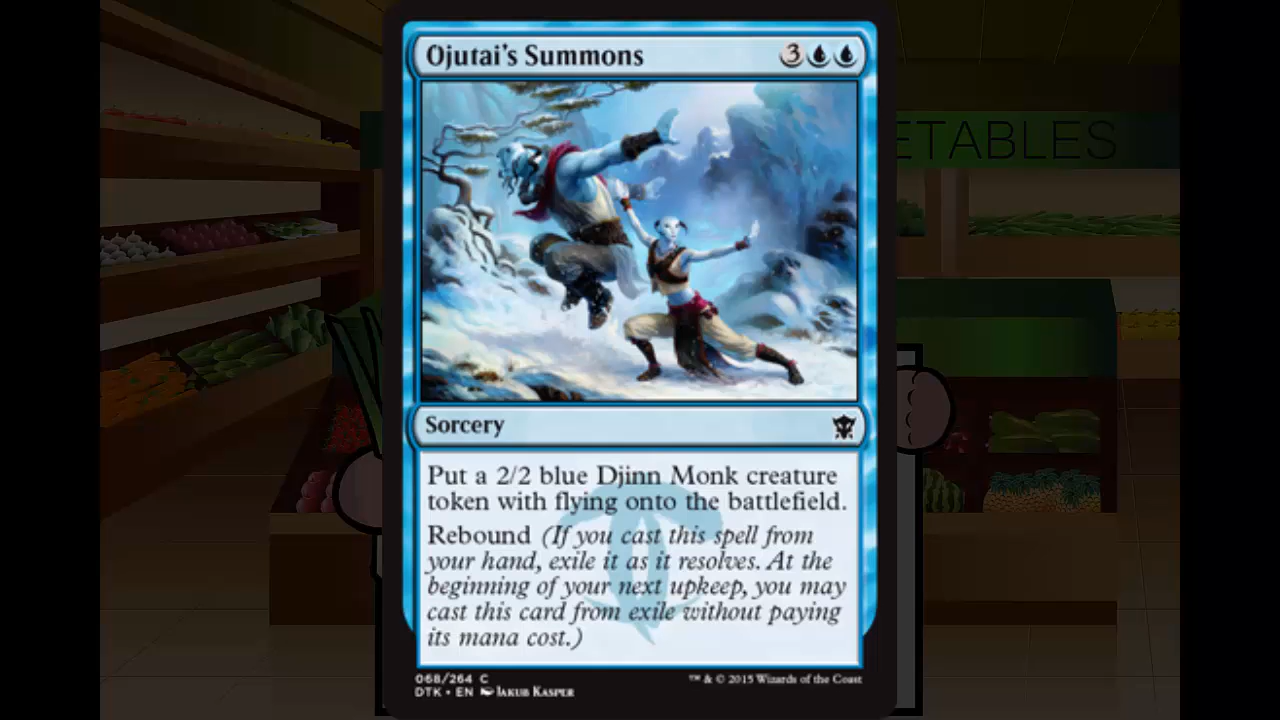 Ojutai's Summons
3
ETABLES
Sorcery
Put a 2/2 blue Djinn Monk creature
token with flying onto the battlefield.
Rebound (If you cast this spell from
your hand, exile it as it resolves. At the
beginning of your next upkeep, you may
cast this card from exile without paying
its mana cost.)
068/264 C
DTK • EN Jakub Kasper
™ & © 2015 Wizards of the Coast